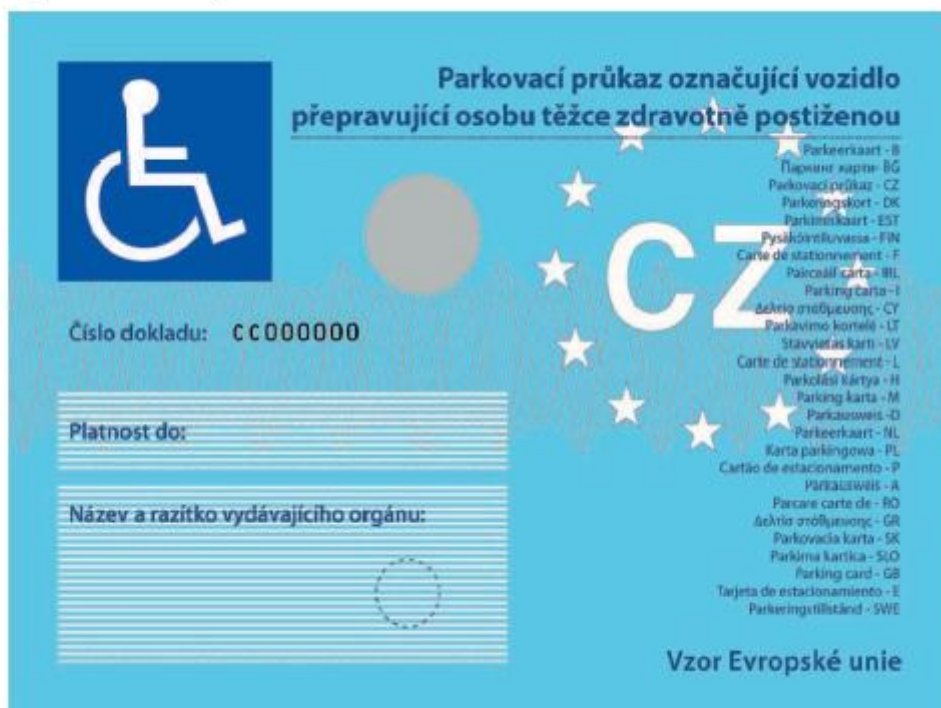 Parkovací průkaz označující vozidlo
přepravující osobu těžce zdravotně postiženou
Parkeerkaart - B
Паркинг карти- BG
Parkovací průkaz - CZ
Parkeringskort - DK
Parkimiskaart - EST
Pysäköintiluvassa - FIN
Carte de stationnement - F
Páirceáil cárta - IRL
Parking carta - I
CZ
Δελτίο στάθμευσης - CY
Číslo dokladu: CC000000
Parkavimo kortelė - LT
Stāvvietas karti - LV
Carte de stationnement - L
Parkolási Kártya - H
Parking karta - M
Parkausweis -D
Platnost do:
Parkeerkaart - NL
Karta parkingowa - PL
Cartão de estacionamento - P
Parkausweis - A
Parcare carte de - RO
Název a razítko vydávajícího orgánu:
Δελτίο στάθμευσης - GR
Parkovacia karta - SK
Parkirna kartica - SLO
Parking card - GB
Tarjeta de estacionamiento - E
Parkeringstillstånd - SWE
Vzor Evropské unie